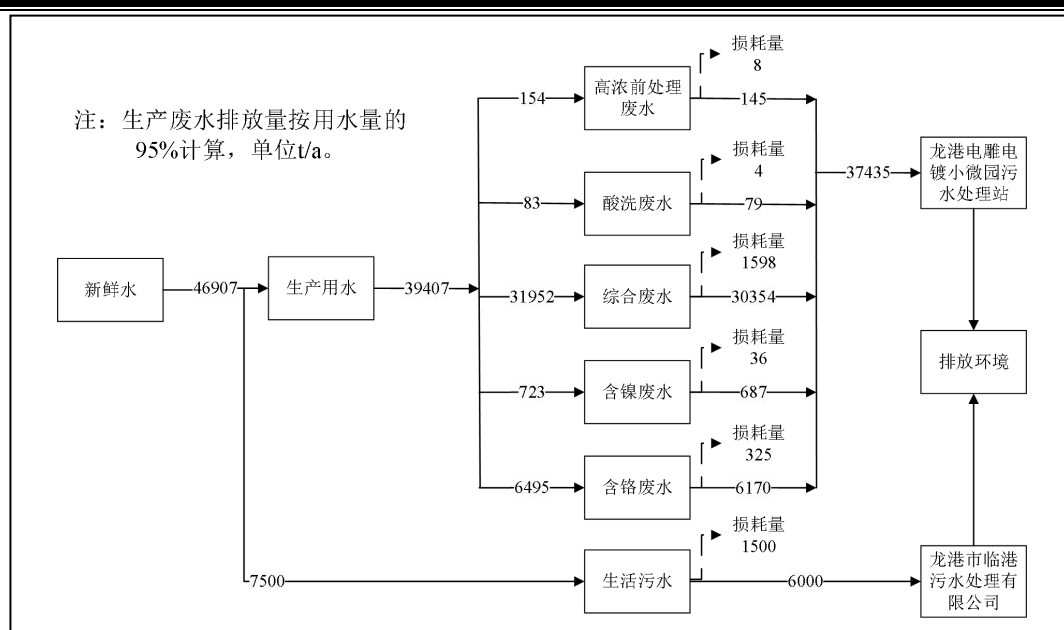 注：生产废水排放量按用水量的
95%计算，单位t/a。
新鲜水
46907
生产用水
39407
154
高浓前处理
废水
损耗量
8
145
83
酸洗废水
损耗量
4
79
31952
综合废水
损耗量
1598
30354
723
含镍废水
损耗量
36
687
6495
含铬废水
损耗量
325
6170
7500
生活污水
损耗量
1500
6000
37435
龙港电雕电
镀小微园污
水处理站
排放环境
龙港市临港
污水处理有
限公司